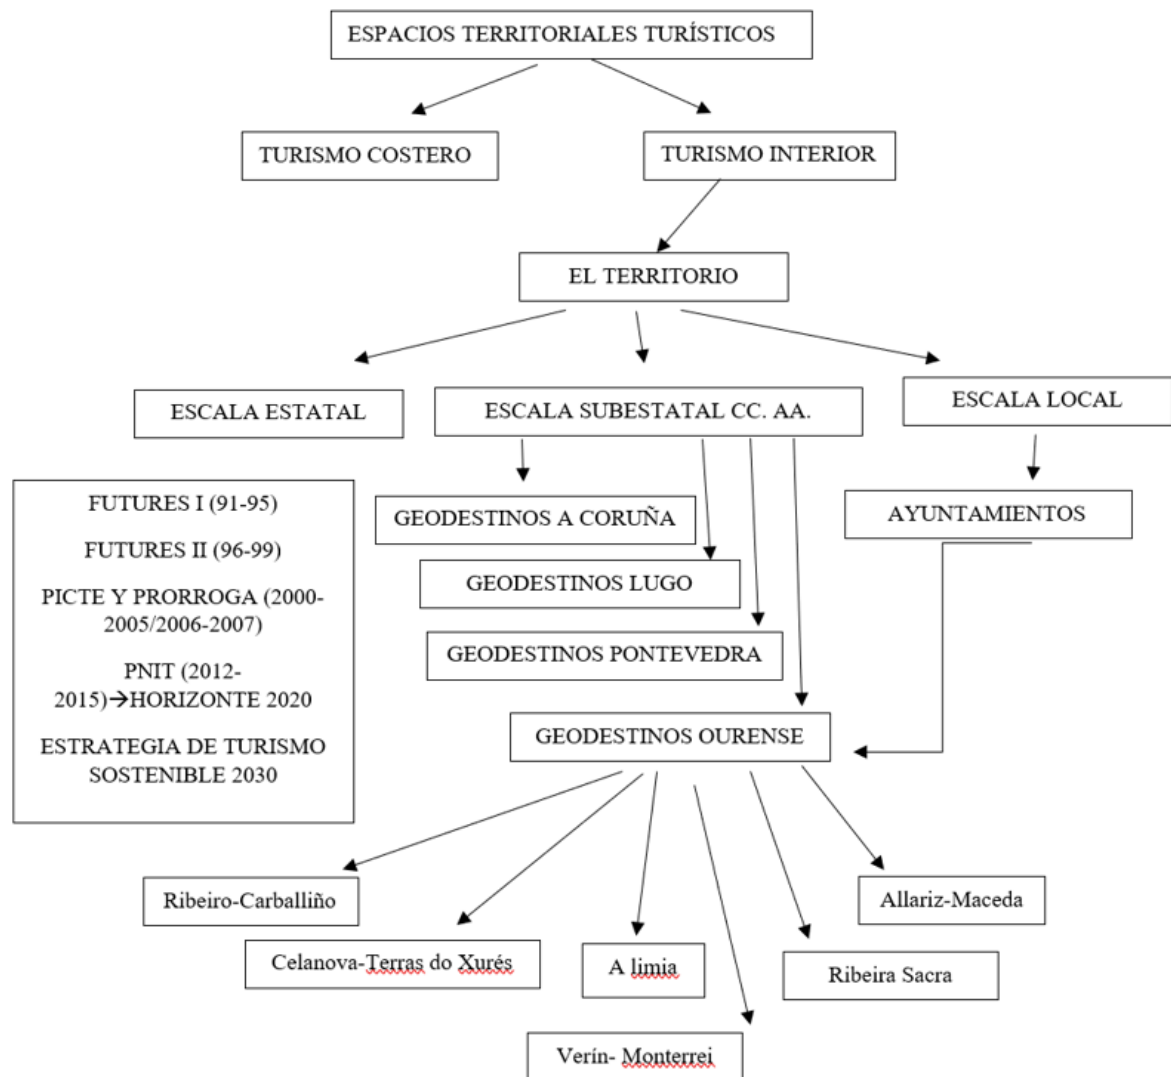 ESPACIOS TERRITORIALES TURÍSTICOS
TURISMO COSTERO
TURISMO INTERIOR
EL TERRITORIO
ESCALA ESTATAL
ESCALA SUBESTATAL CC. AA.
ESCALA LOCAL
FUTURES I (91-95)
FUTURES II (96-99)
PICTE Y PRORROGA (2000-
2005/2006-2007)
PNIT (2012-
2015)→HORIZONTE 2020
ESTRATEGIA DE TURISMO
SOSTENIBLE 2030
GEODESTINOS A CORUÑA
AYUNTAMIENTOS
GEODESTINOS LUGO
GEODESTINOS PONTEVEDRA
GEODESTINOS OURENSE
Ribeiro-Carballiño
Allariz-Maceda
Celanova-Terras do Xurés
A limia
Ribeira Sacra
Verín- Monterrei